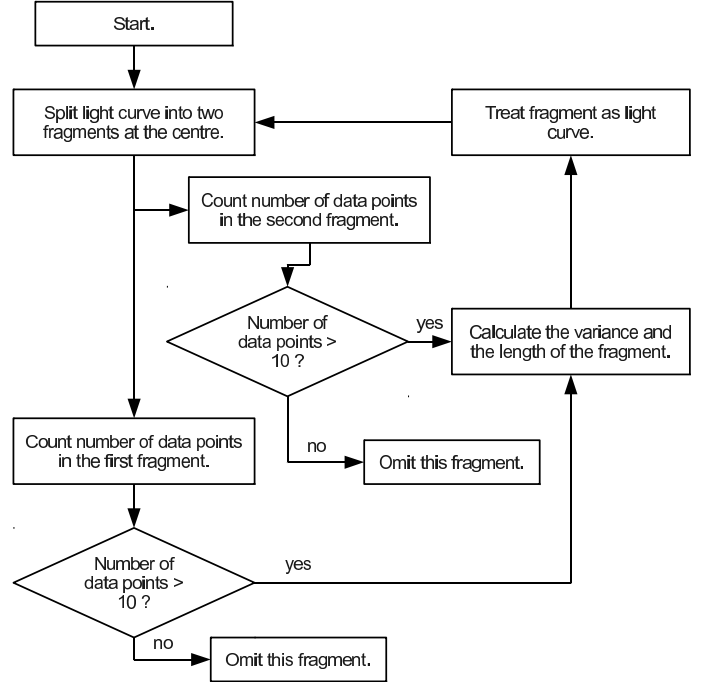 Start.
Split light curve into two
fragments at the centre.
Treat fragment as light
curve.
Count number of data points
in the second fragment.
Number of
data points >
10 ?
yes
Calculate the variance and
the length of the fragment.
no
Omit this fragment.
Count number of data points
in the first fragment.
Number of
data points >
10 ?
yes
no
Omit this fragment.